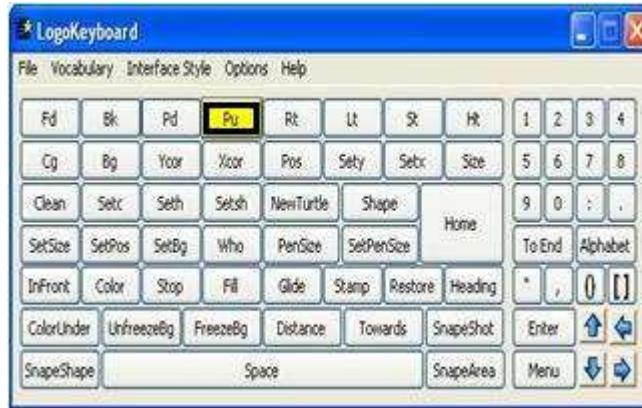 LogoKeyboard
File Vocabulary Interface Style Options Help
Fd Bk Pd Pu Rt Lt St Ht 1 2 3 4
Cg Bg Ycor Xcor Pos Sety Setx Size 5 6 7 8
Clean Setc Seth Setsh NewTurtle Shape Home 9 0 : .
SetSize SetPos SetBg Who PenSize SetPenSize To End Alphabet
InFront Color Stop Fill Glide Stamp Restore Heading " , () []
ColorUnder UnfreezeBg FreezeBg Distance Towards SnapeShot Enter
SnapeShape Space SnapeArea Menu